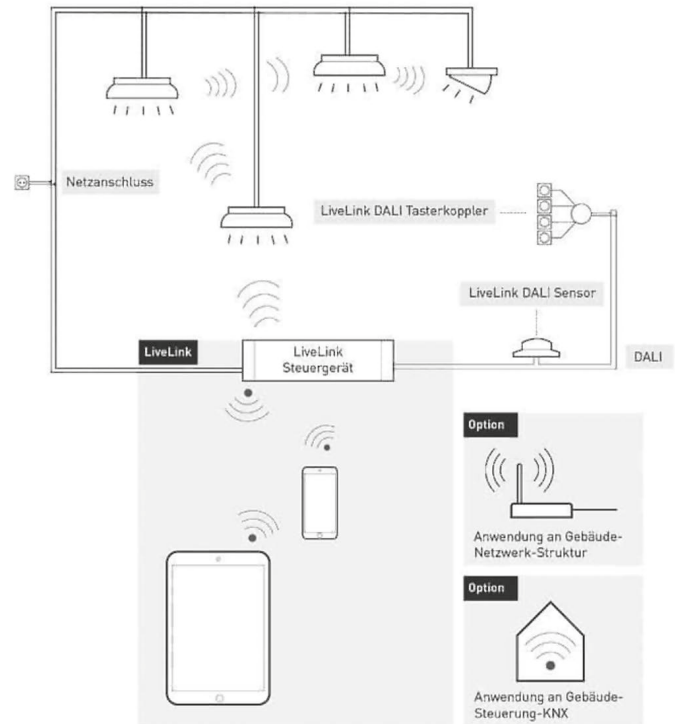 Netzanschluss
LiveLink DALI Tasterkoppler
LiveLink DALI Sensor
LiveLink
LiveLink
Steuergerät
DALI
Option
Anwendung an Gebäude-
Netzwerk-Struktur
Option
Anwendung an Gebäude-
Steuerung-KNX